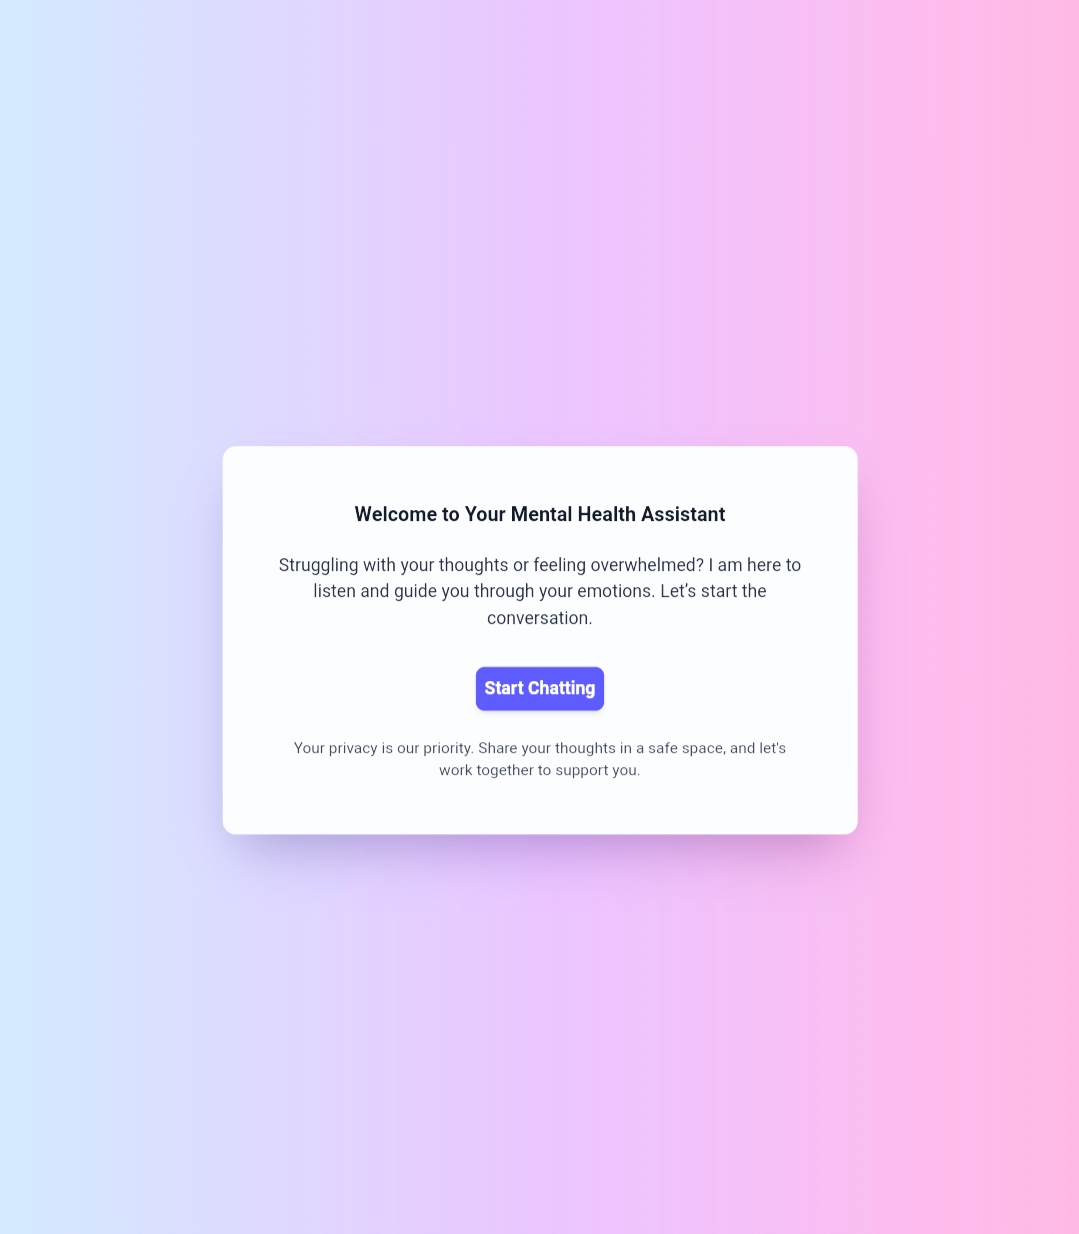 Welcome to Your Mental Health Assistant
Struggling with your thoughts or feeling overwhelmed? I am here to
listen and guide you through your emotions. Let’s start the
conversation.
Start Chatting
Your privacy is our priority. Share your thoughts in a safe space, and let's
work together to support you.